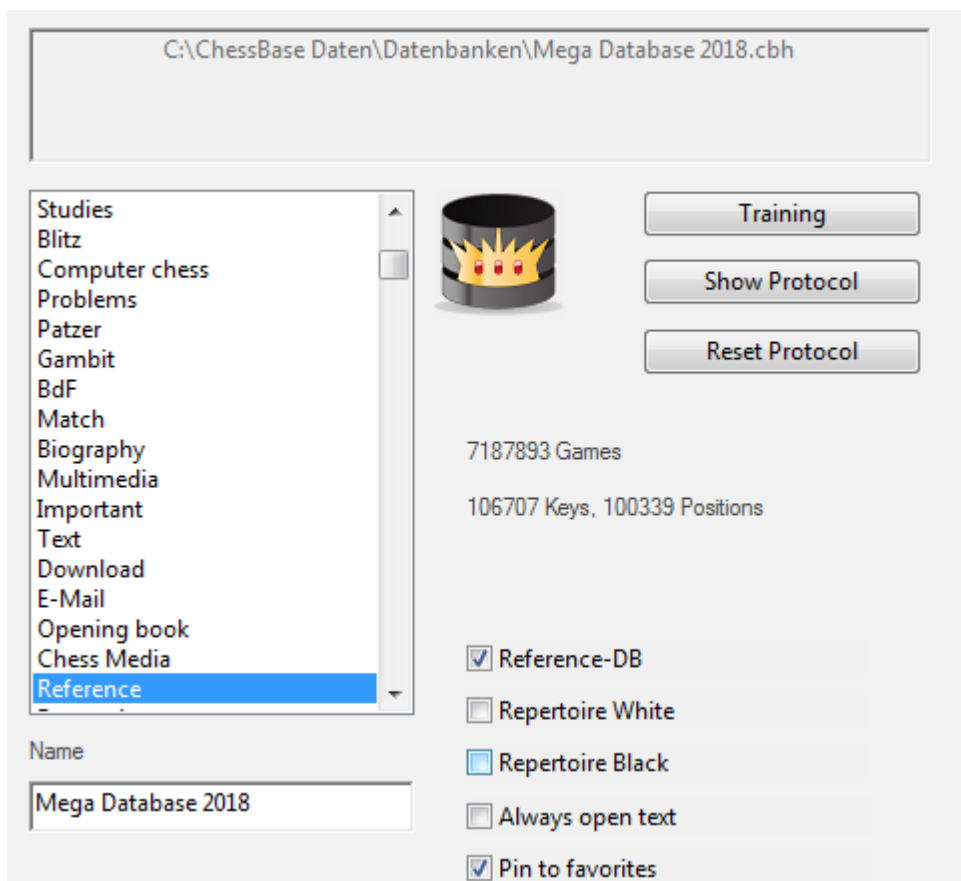 C:\ChessBase Daten\Datenbanken\Mega Database 2018.cbh
Studies
Blitz
Computer chess
Problems
Patzer
Gambit
BdF
Match
Biography
Multimedia
Important
Text
Download
E-Mail
Opening book
Chess Media
Reference
Name
Mega Database 2018
Training
Show Protocol
Reset Protocol
7187893 Games
106707 Keys, 100339 Positions
Reference-DB
Repertoire White
Repertoire Black
Always open text
Pin to favorites